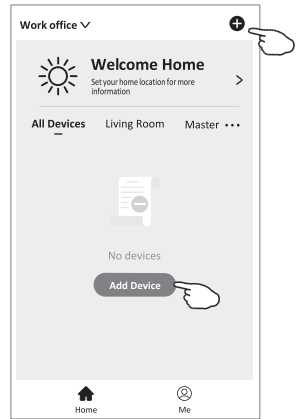 Work office
Welcome Home
Set your home location for more
information
All Devices Living Room Master
No devices
Add Device
Home Me